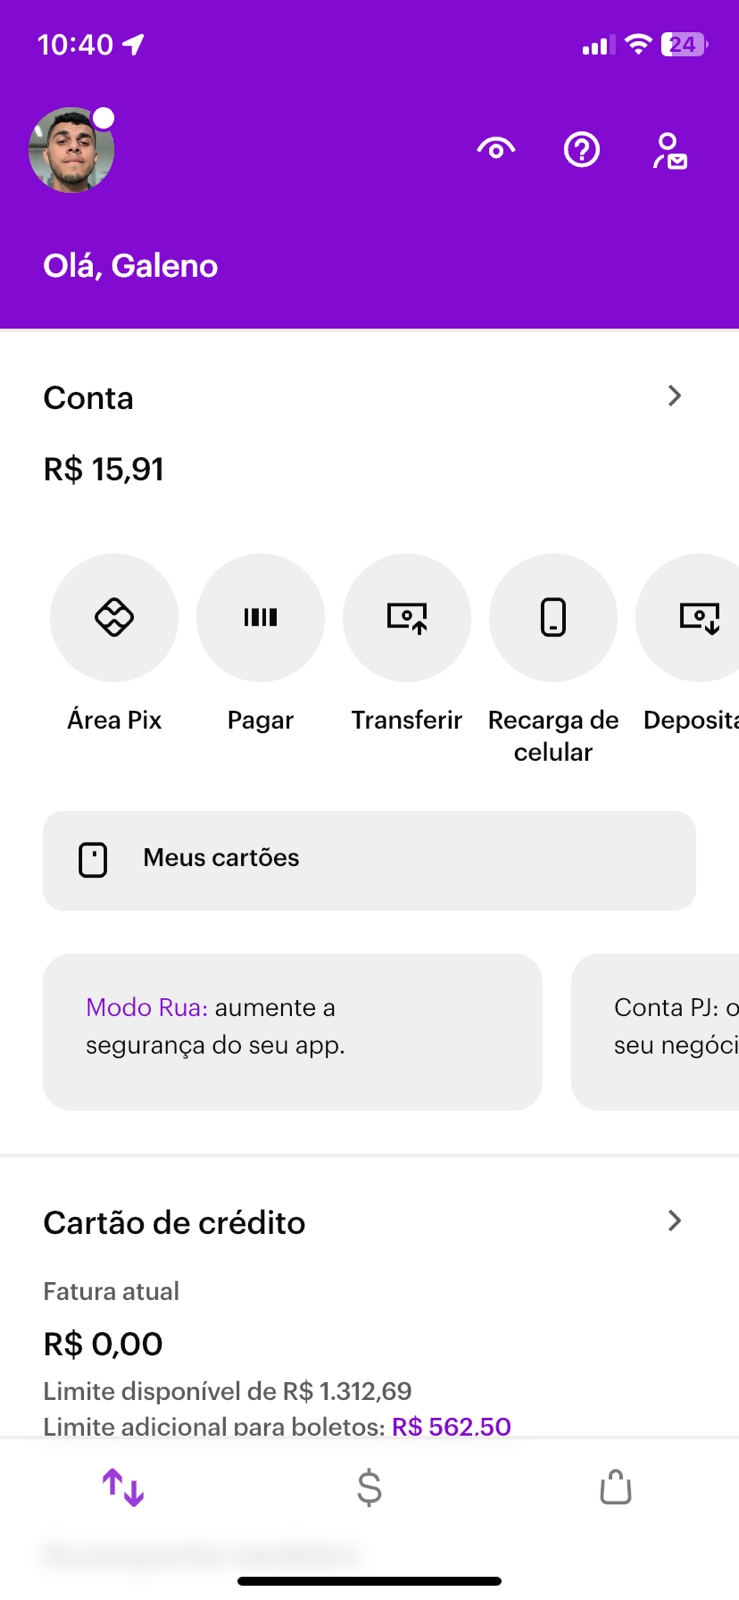 10:40
24
Olá, Galeno
Conta
R$ 15,91
Área Pix
Pagar
Transferir
Recarga de
celular
Deposita
Meus cartões
Modo Rua: aumente a
segurança do seu app.
Conta PJ: o
seu negóci
Cartão de crédito
Fatura atual
R$ 0,00
Limite disponível de R$ 1.312,69
Limite adicional para boletos: R$ 562,50